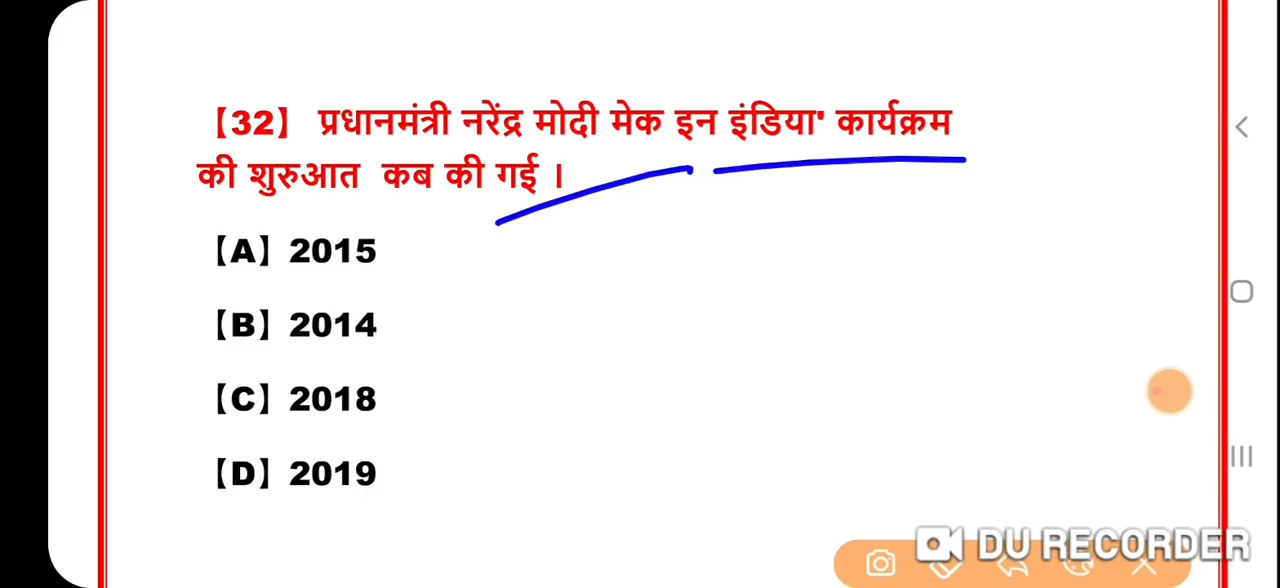 【32】 प्रधानमंत्री नरेंद्र मोदी मेक इन इंडिया' कार्यक्रम
की शुरुआत कब की गई ।
【A】 2015
【B】 2014
【C】 2018
【D】 2019
DU RECORDER